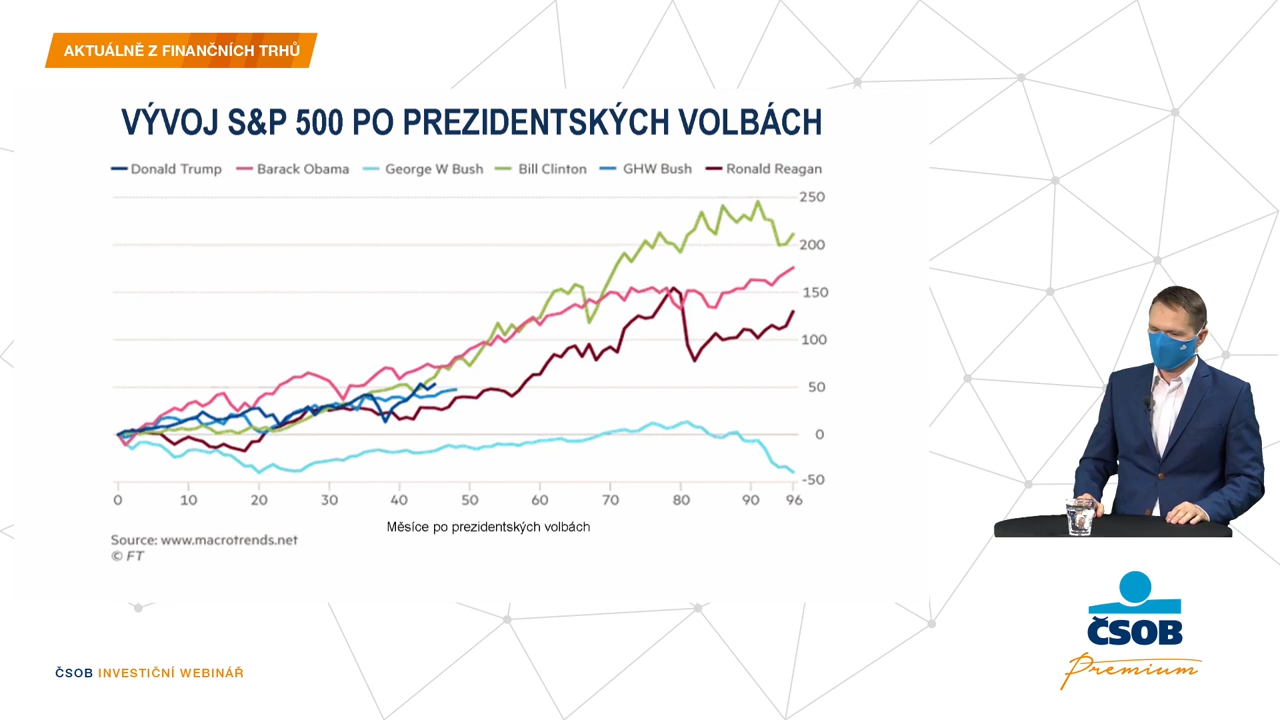 AKTUÁLNĚ Z FINANČNÍCH TRHŮ
VÝVOJ S&P 500 PO PREZIDENTSKÝCH VOLBÁCH
Donald Trump Barack Obama George W Bush Bill Clinton GHW Bush Ronald Reagan
250
200
150
100
50
0
-50
0 10 20 30 40 50 60 70 80 90 96
Měsíce po prezidentských volbách
Source: www.macrotrends.net
© FT
ČSOB
Premium
ČSOB INVESTIČNÍ WEBINÁŘ